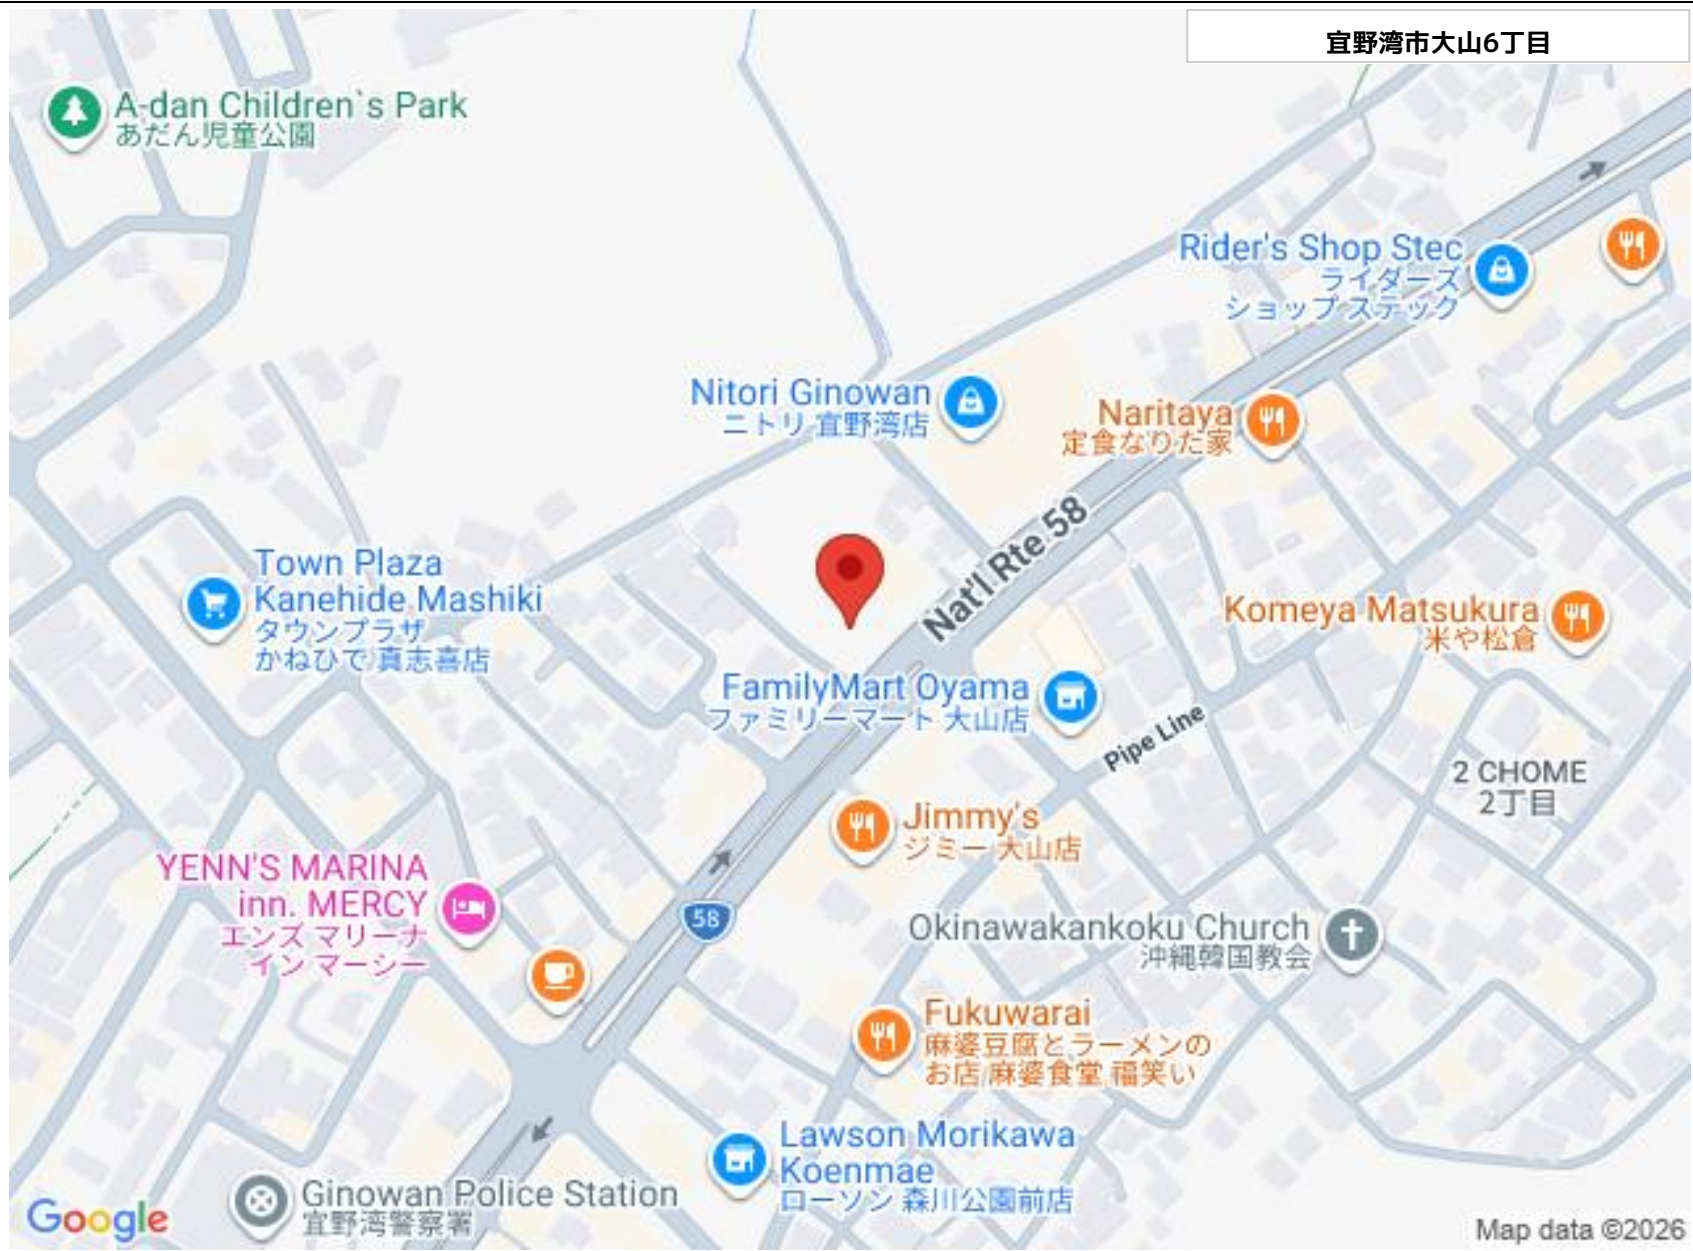 宜野湾市大山6丁目
A-dan Children`s Park
あだん児童公園
Rider's Shop Stec
ライダーズ
ショップ ステック
Nitori Ginowan
ニトリ 宜野湾店
Naritaya
定食なりた家
Nat'l Rte 58
Town Plaza
Kanehide Mashiki
タウンプラザ
かねひで 真志喜店
Komeya Matsukura
米や松倉
FamilyMart Oyama
ファミリーマート 大山店
Pipe Line
2 CHOME
2丁目
Jimmy's
ジミー 大山店
YENN'S MARINA
inn. MERCY
エンズ マリーナ
イン マーシー
58
Okinawakankoku Church
沖縄韓国教会
Fukuwarai
麻婆豆腐とラーメンの
お店 麻婆食堂 福笑い
Lawson Morikawa
Koenmae
ローソン 森川公園前店
Ginowan Police Station
宜野湾警察署
Google
Map data ©2026